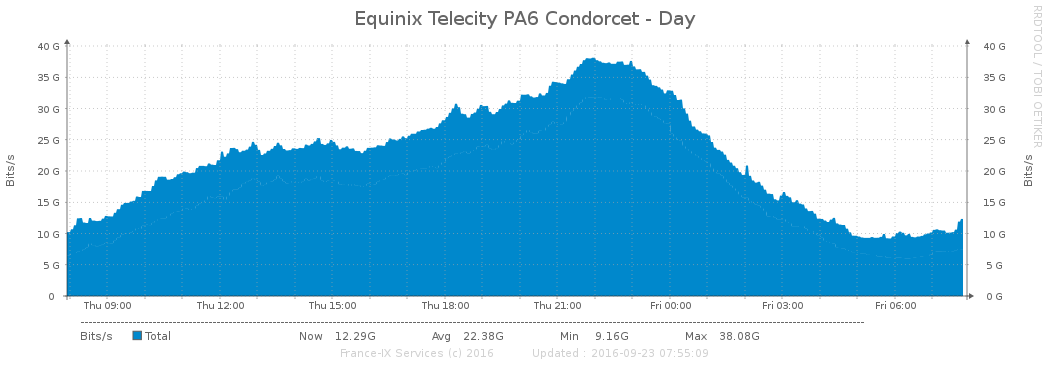 Equinix Telecity PA6 Condorcet - Day
RRDTOOL / TOBI OETIKER
Bits/s
40 G 40 G
35 G 35 G
30 G 30 G
25 G 25 G
20 G 20 G
15 G 15 G
10 G 10 G
5 G 5 G
0 0 G
Bits/s
Thu 09:00 Thu 12:00 Thu 15:00 Thu 18:00 Thu 21:00 Fri 00:00 Fri 03:00 Fri 06:00
Bits/s Total Now 12.29G Avg 22.38G Min 9.16G Max 38.08G
France-IX Services (c) 2016 Updated : 2016-09-23 07:55:09